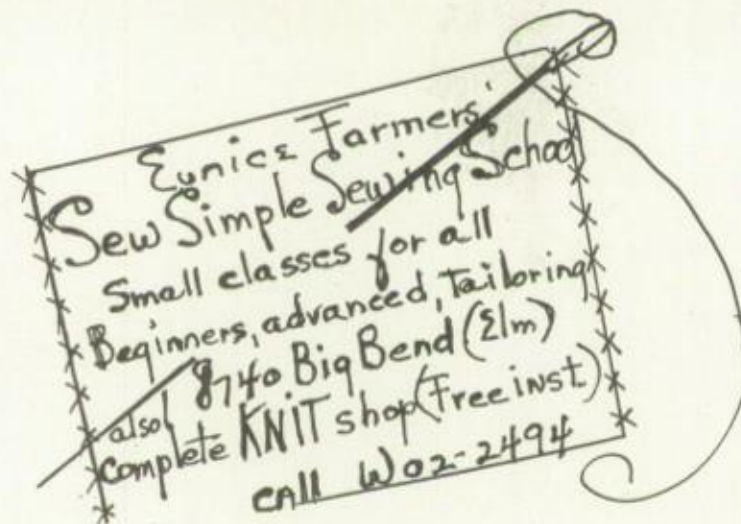 Eunice Farmers'
Sew Simple Sewing School
Small classes for all
Beginners, advanced, Tailoring
8740 Big Bend (Elm)
also
complete KNIT shop (Free inst.)
call WO2-2494